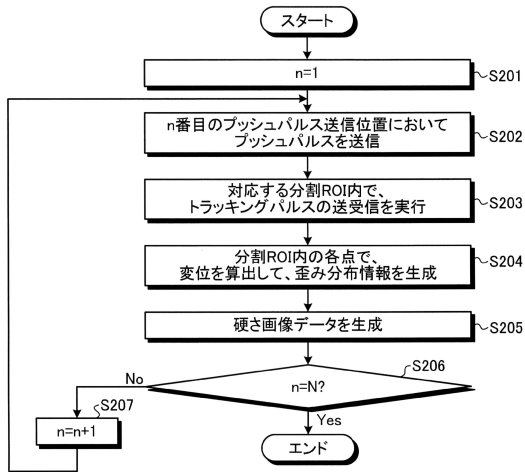 スタート
n=1
S201
n番目のプッシュパルス送信位置において
プッシュパルスを送信
S202
対応する分割ROI内で、
トラッキングパルスの送受信を実行
S203
分割ROI内の各点で、
変位を算出して、歪み分布情報を生成
S204
硬さ画像データを生成
S205
n=N?
S206
No
S207
n=n+1
Yes
エンド